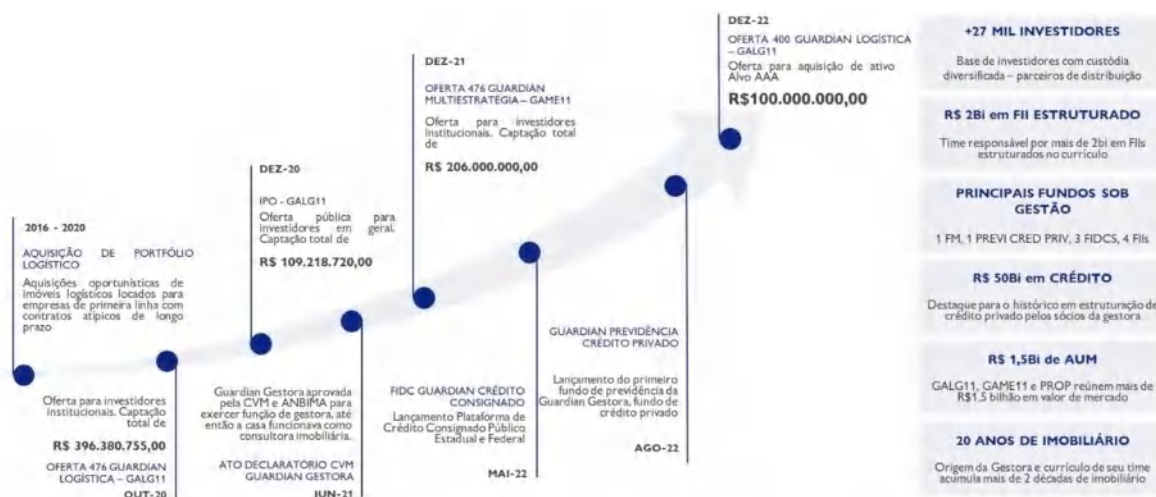 2016 - 2020
AQUISIÇÃO DE PORTFÓLIO
LOGÍSTICO
Aquisições oportunísticas de
imóveis logísticos locados para
empresas de primeira linha com
contratos atípicos de longo
prazo
Oferta para investidores
institucionais. Captação
total de
R$ 396.380.755,00
OFERTA 476 GUARDIAN
LOGÍSTICA – GALG11
OUT-20
DEZ-20
IPO - GALG11
Oferta pública para
investidores em geral.
Captação total de
R$ 109.218.720,00
Guardian Gestora aprovada
pela CVM e ANBIMA para
exercer função de gestora, até
então a casa funcionava como
consultora imobiliária.
ATO DECLARATÓRIO CVM
GUARDIAN GESTORA
JUN-21
DEZ-21
OFERTA 476 GUARDIAN
MULTIESTRATÉGIA – GAME11
Oferta para investidores
Institucionais. Captação total
de
R$ 206.000.000,00
FIDC GUARDIAN CRÉDITO
CONSIGNADO
Lançamento Plataforma de
Crédito Consignado Público
Estadual e Federal
MAI-22
GUARDIAN PREVIDÊNCIA
CRÉDITO PRIVADO
Lançamento do primeiro
fundo de previdência da
Guardian Gestora, fundo de
crédito privado
AGO-22
DEZ-22
OFERTA 400 GUARDIAN LOGÍSTICA
– GALG11
Oferta para aquisição de ativo
Alvo AAA
R$100.000.000,00
+27 MIL INVESTIDORES
Base de investidores com custódia
diversificada – parceiros de distribuição
R$ 2Bi em FII ESTRUTURADO
Time responsável por mais de 2bi em FIIs
estruturados no currículo
PRINCIPAIS FUNDOS SOB
GESTÃO
1 FM, 1 PREVI CRED PRIV, 3 FIDCS, 4 FIIs
R$ 50Bi em CRÉDITO
Destaque para o histórico em estruturação de
crédito privado pelos sócios da gestora
R$ 1,5Bi de AUM
GALG11, GAME11 e PROP reúnem mais de
R$1,5 bilhão em valor de mercado
20 ANOS DE IMOBILIÁRIO
Origem da Gestora e currículo de seu time
acumula mais de 2 décadas de imobiliário